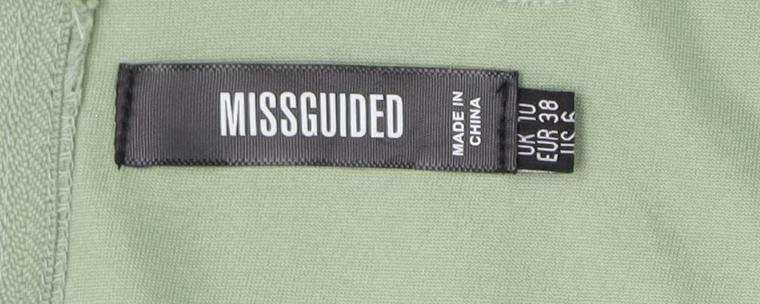 MISSGUIDED
MADE IN
CHINA
UK 10
EUR 38
US 6